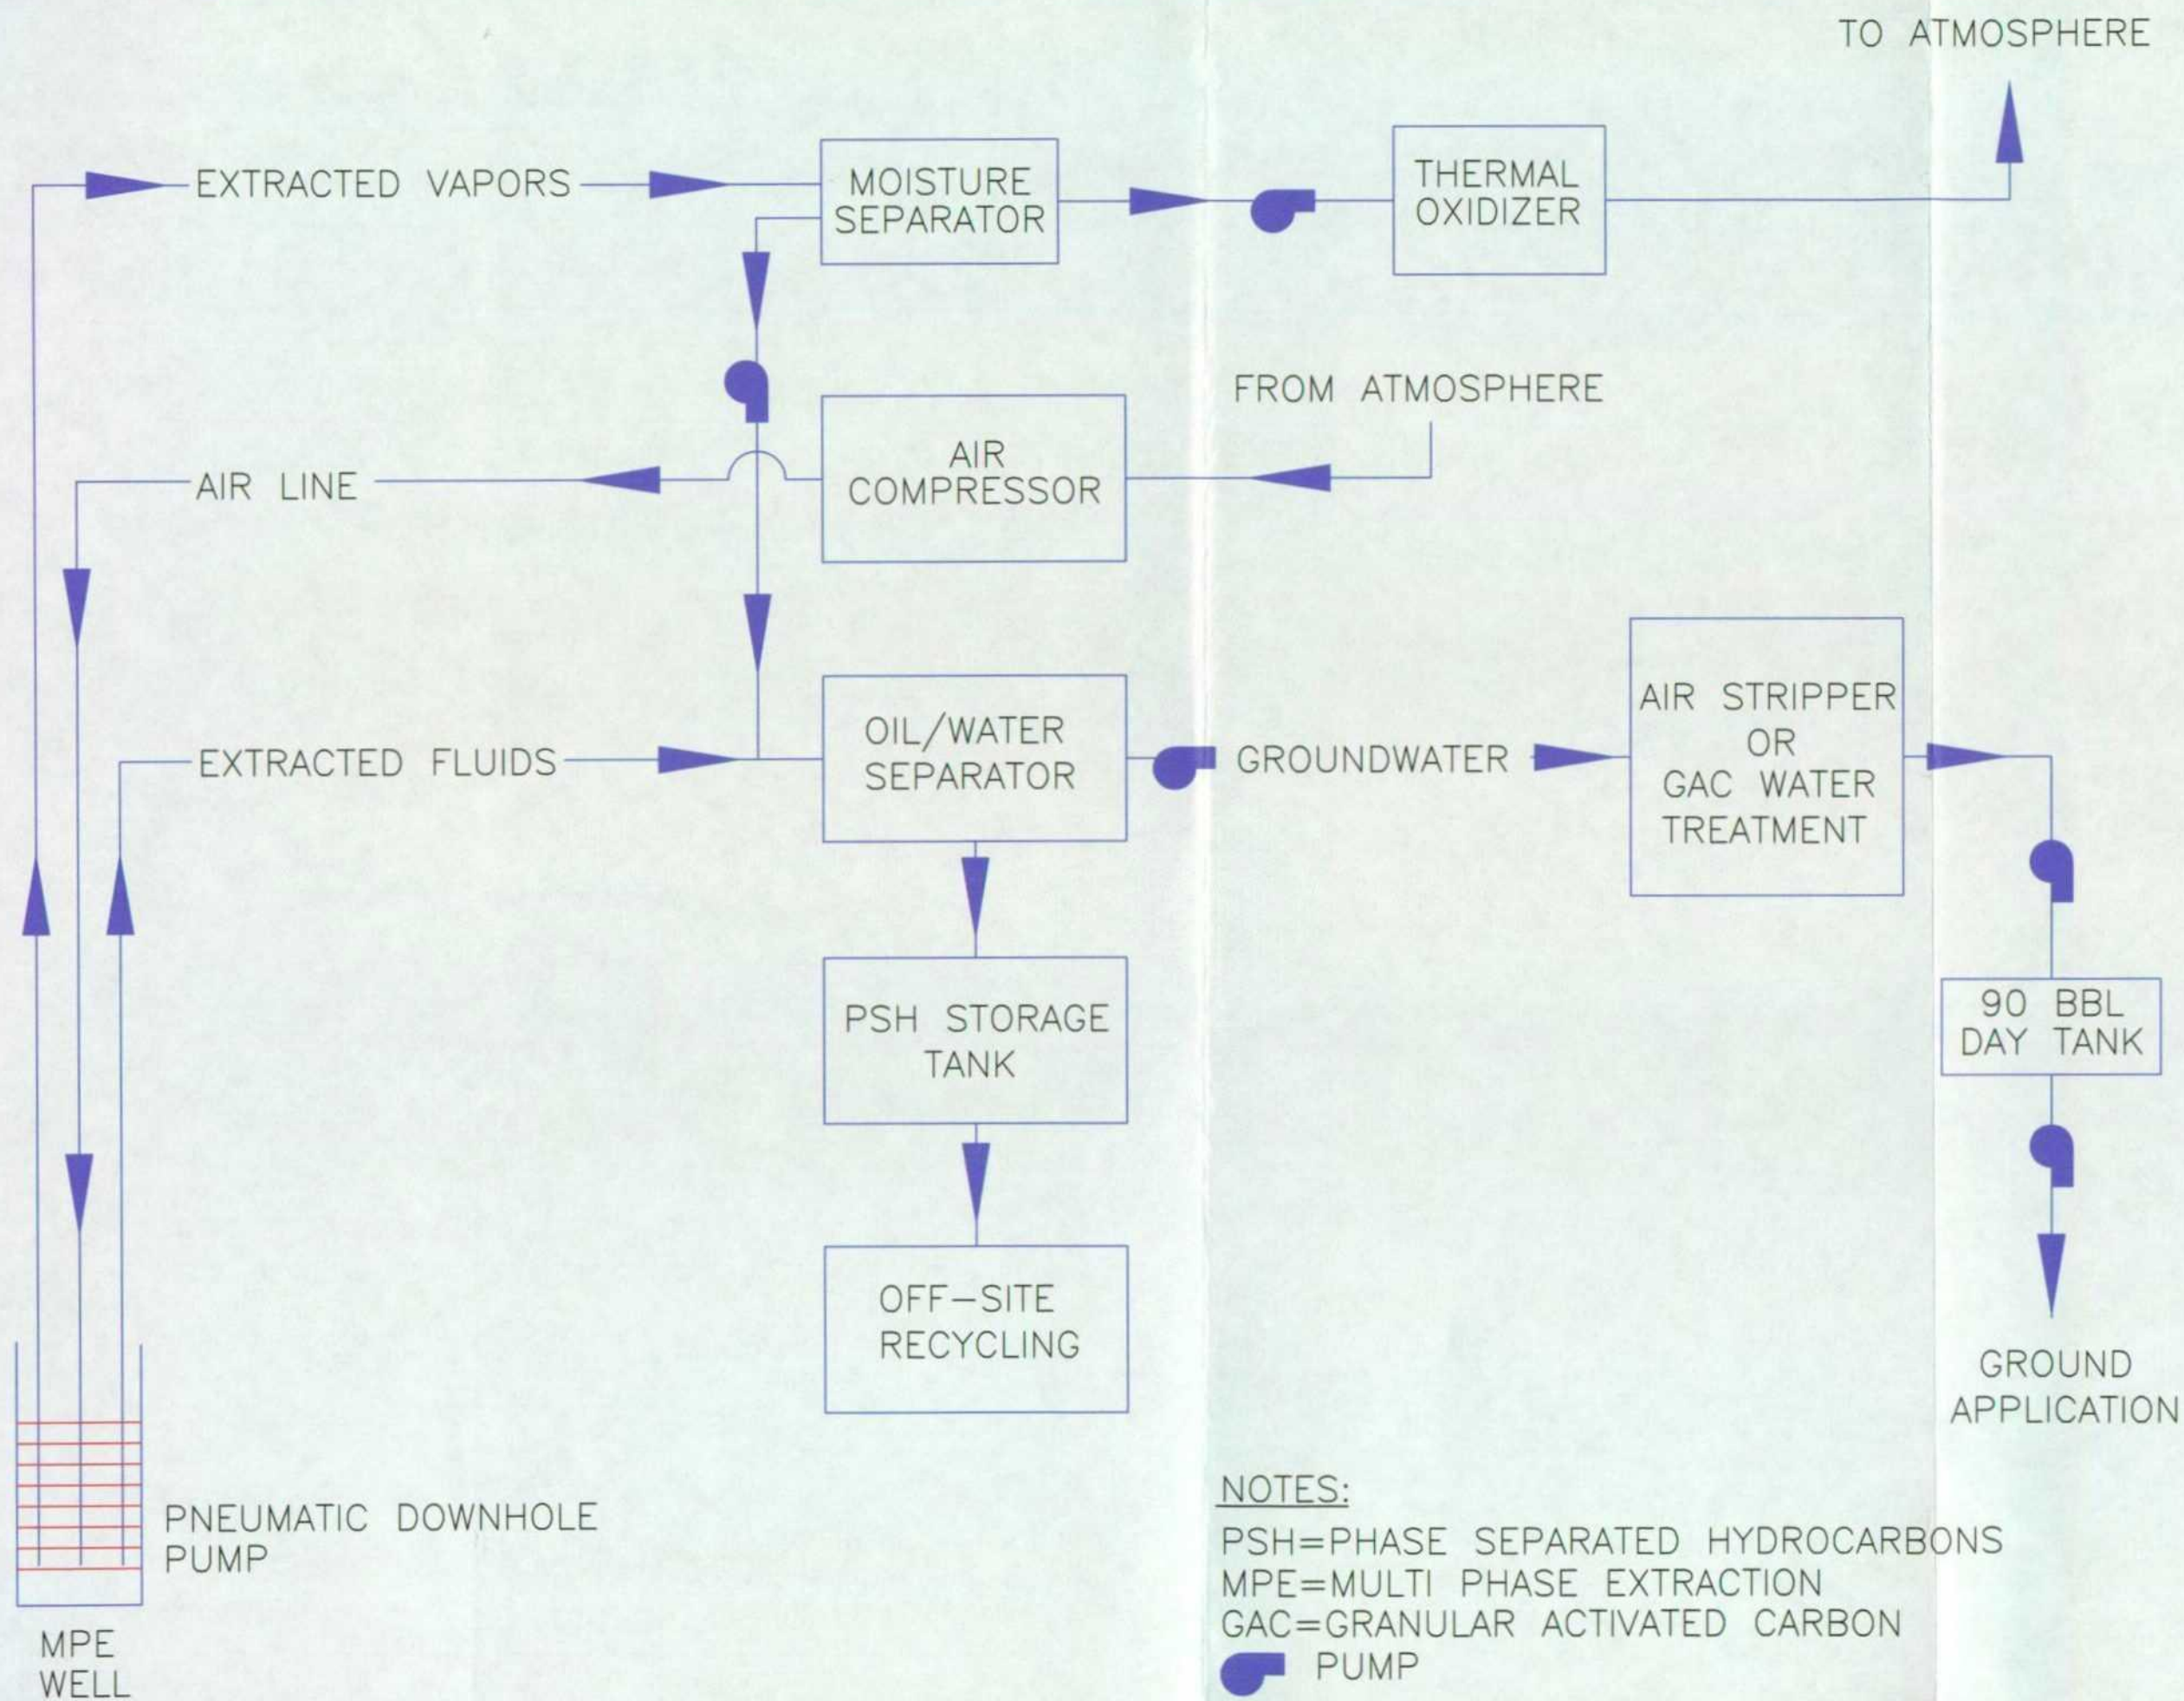 TO ATMOSPHERE
EXTRACTED VAPORS
MOISTURE
SEPARATOR
THERMAL
OXIDIZER
FROM ATMOSPHERE
AIR LINE
AIR
COMPRESSOR
EXTRACTED FLUIDS
OIL/WATER
SEPARATOR
GROUNDWATER
AIR STRIPPER
OR
GAC WATER
TREATMENT
PSH STORAGE
TANK
90 BBL
DAY TANK
OFF-SITE
RECYCLING
GROUND
APPLICATION
PNEUMATIC DOWNHOLE
PUMP
MPE
WELL
NOTES:
PSH=PHASE SEPARATED HYDROCARBONS
MPE=MULTI PHASE EXTRACTION
GAC=GRANULAR ACTIVATED CARBON
PUMP